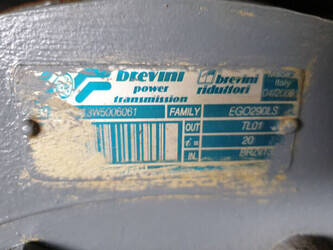 brevini brevini
power riduttori
transmission
Italy
3W5006061 FAMILY EGO290LS
OUT TL01
i= 20
IN.